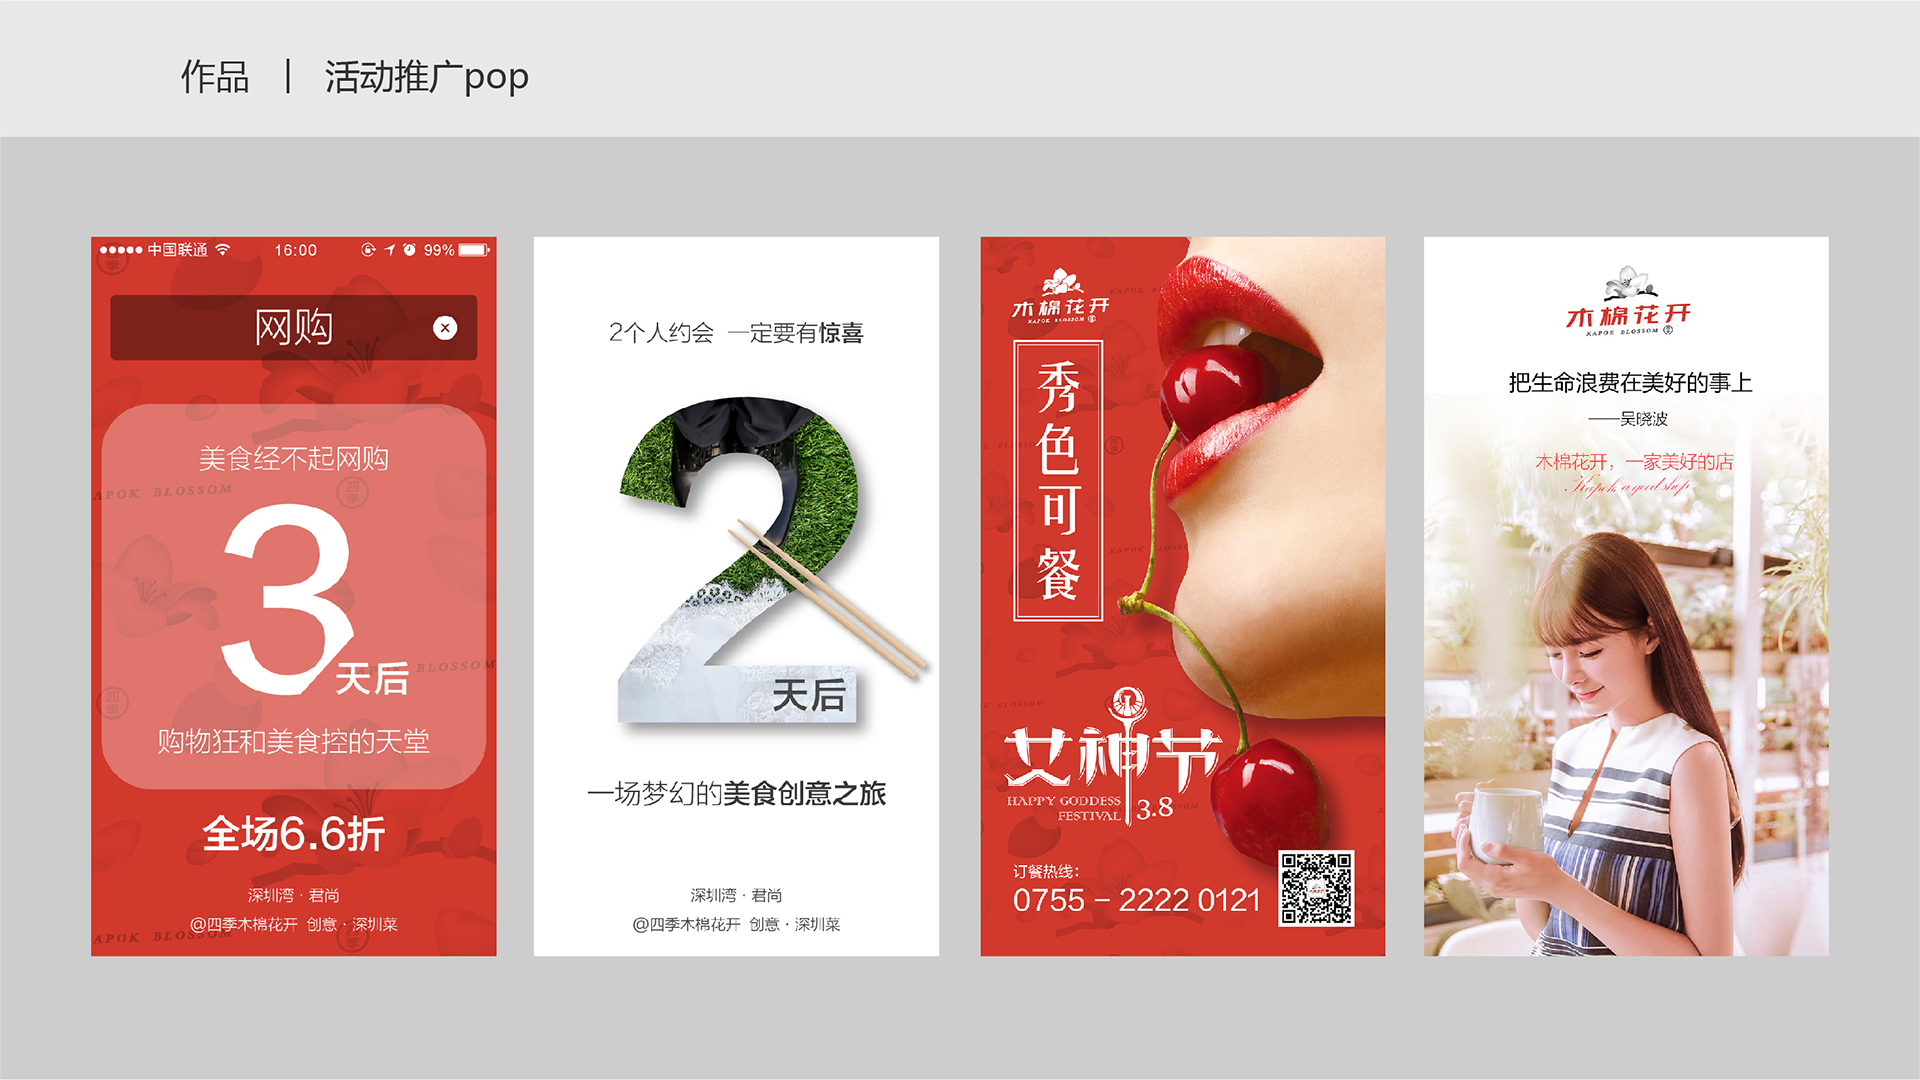 作品 | 活动推广pop
中国联通 16:00 99%
网购
美食经不起网购
3天后
购物狂和美食控的天堂
全场6.6折
深圳湾·君尚
@四季木棉花开 创意·深圳菜
APOK BLOSSOM
BLOSSOM
APOK BLOSSOM
四季
2个人约会 一定要有惊喜
2
天后
一场梦幻的美食创意之旅
深圳湾·君尚
@四季木棉花开 创意·深圳菜
木棉花开
KAPOK BLOSSOM
秀色可餐
女神节
HAPPY GODDESS
FESTIVAL 3.8
订餐热线：
0755 – 2222 0121
木棉花开
KAPOK BLOSSOM
把生命浪费在美好的事上
——吴晓波
木棉花开，一家美好的店
Kapok a good shop